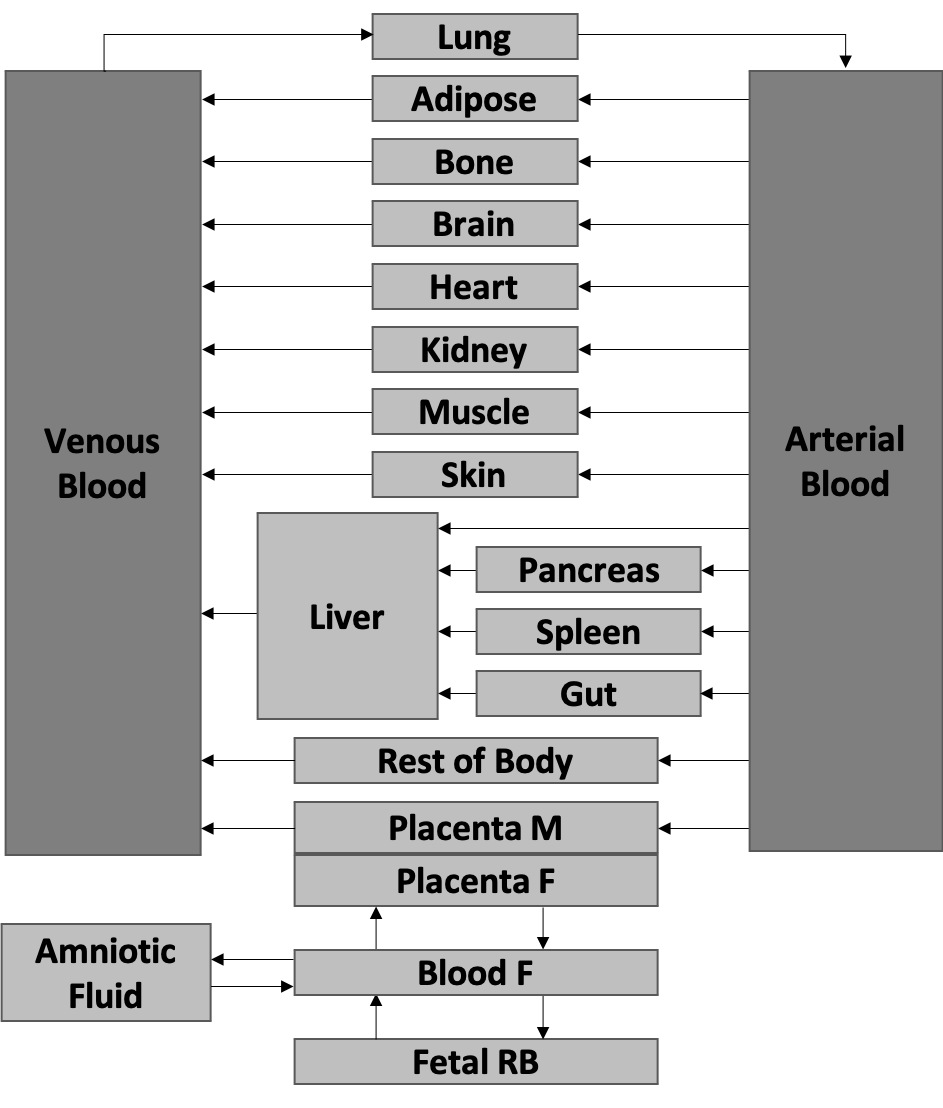 Lung
Adipose
Bone
Brain
Heart
Kidney
Muscle
Skin
Venous
Blood
Arterial
Blood
Liver
Pancreas
Spleen
Gut
Rest of Body
Placenta M
Placenta F
Amniotic
Fluid
Blood F
Fetal RB